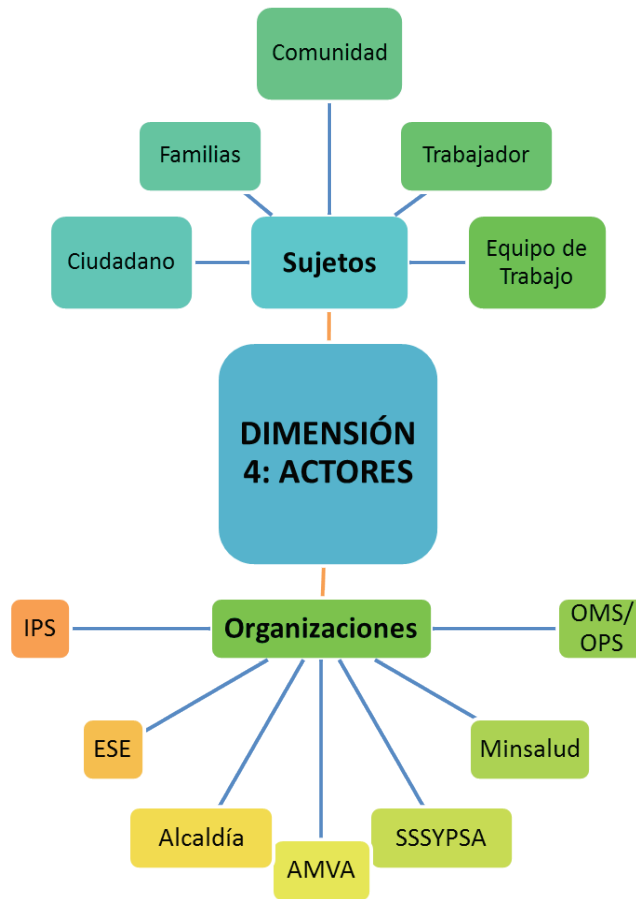 Comunidad
Familias
Trabajador
Ciudadano
Sujetos
Equipo de
Trabajo
DIMENSIÓN
4: ACTORES
IPS
Organizaciones
OMS/
OPS
ESE
Minsalud
Alcaldía
AMVA
SSSYPSA